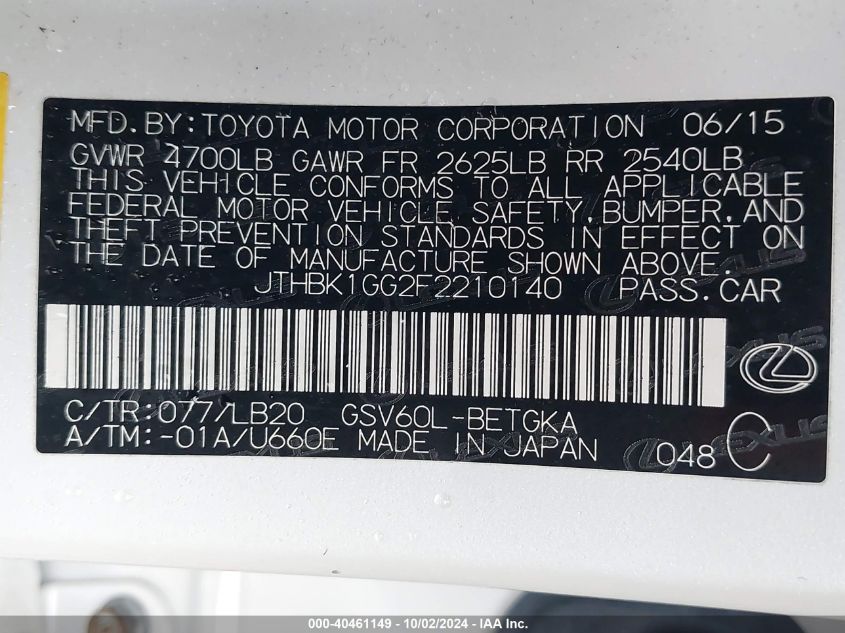 MFD.BY:TOYOTA MOTOR CORPORATION 06/15
GVWR 4700LB GAWR FR 2625LB RR 2540LB
THIS VEHICLE CONFORMS TO ALL APPLICABLE
FEDERAL MOTOR VEHICLE SAFETY,BUMPER,AND
THEFT PREVENTION STANDARDS IN EFFECT ON
THE DATE OF MANUFACTURE SHOWN ABOVE.
JTHBK1GG2F2210140 PASS.CAR
C/TR:077/LB20 GSV60L-BETGKA
A/TM:-01A/U660E MADE IN JAPAN 048 C
000-40461149 - 10/02/2024 - IAA Inc.